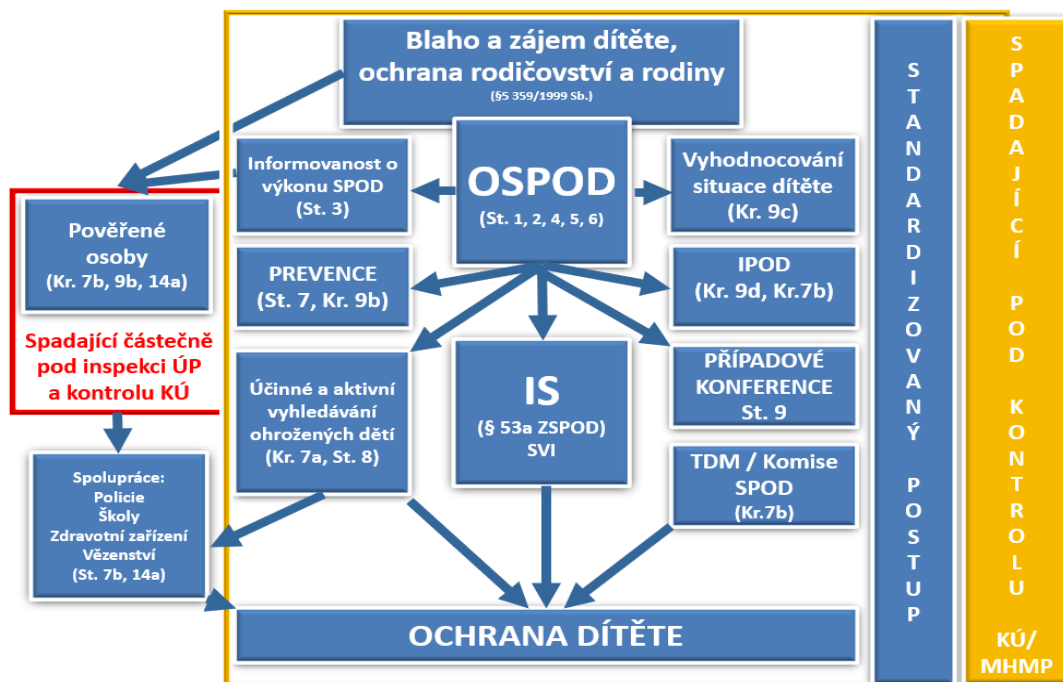 Blaho a zájem dítěte,
ochrana rodičovství a rodiny
(§5 359/1999 Sb.)
Informovanost o
výkonu SPOD
(St. 3)
OSPOD
(St. 1, 2, 4, 5, 6)
Vyhodnocování
situace dítěte
(Kr. 9c)
Pověřené
osoby
(Kr. 7b, 9b, 14a)
Spadající částečně
pod inspekci ÚP
a kontrolu KÚ
PREVENCE
(St. 7, Kr. 9b)
IPOD
(Kr. 9d, Kr.7b)
Účinné a aktivní
vyhledávání
ohrožených dětí
(Kr. 7a, St. 8)
IS
(§ 53a ZSPOD)
SVI
PŘÍPADOVÉ
KONFERENCE
St. 9
TDM / Komise
SPOD
(Kr.7b)
Spolupráce:
Policie
Školy
Zdravotní zařízení
Vězenství
(St. 7b, 14a)
OCHRANA DÍTĚTE
STANDARDIZOVANÝ POSTUP
SPADAJÍCÍ POD KONTROLU KÚ/
MHMP